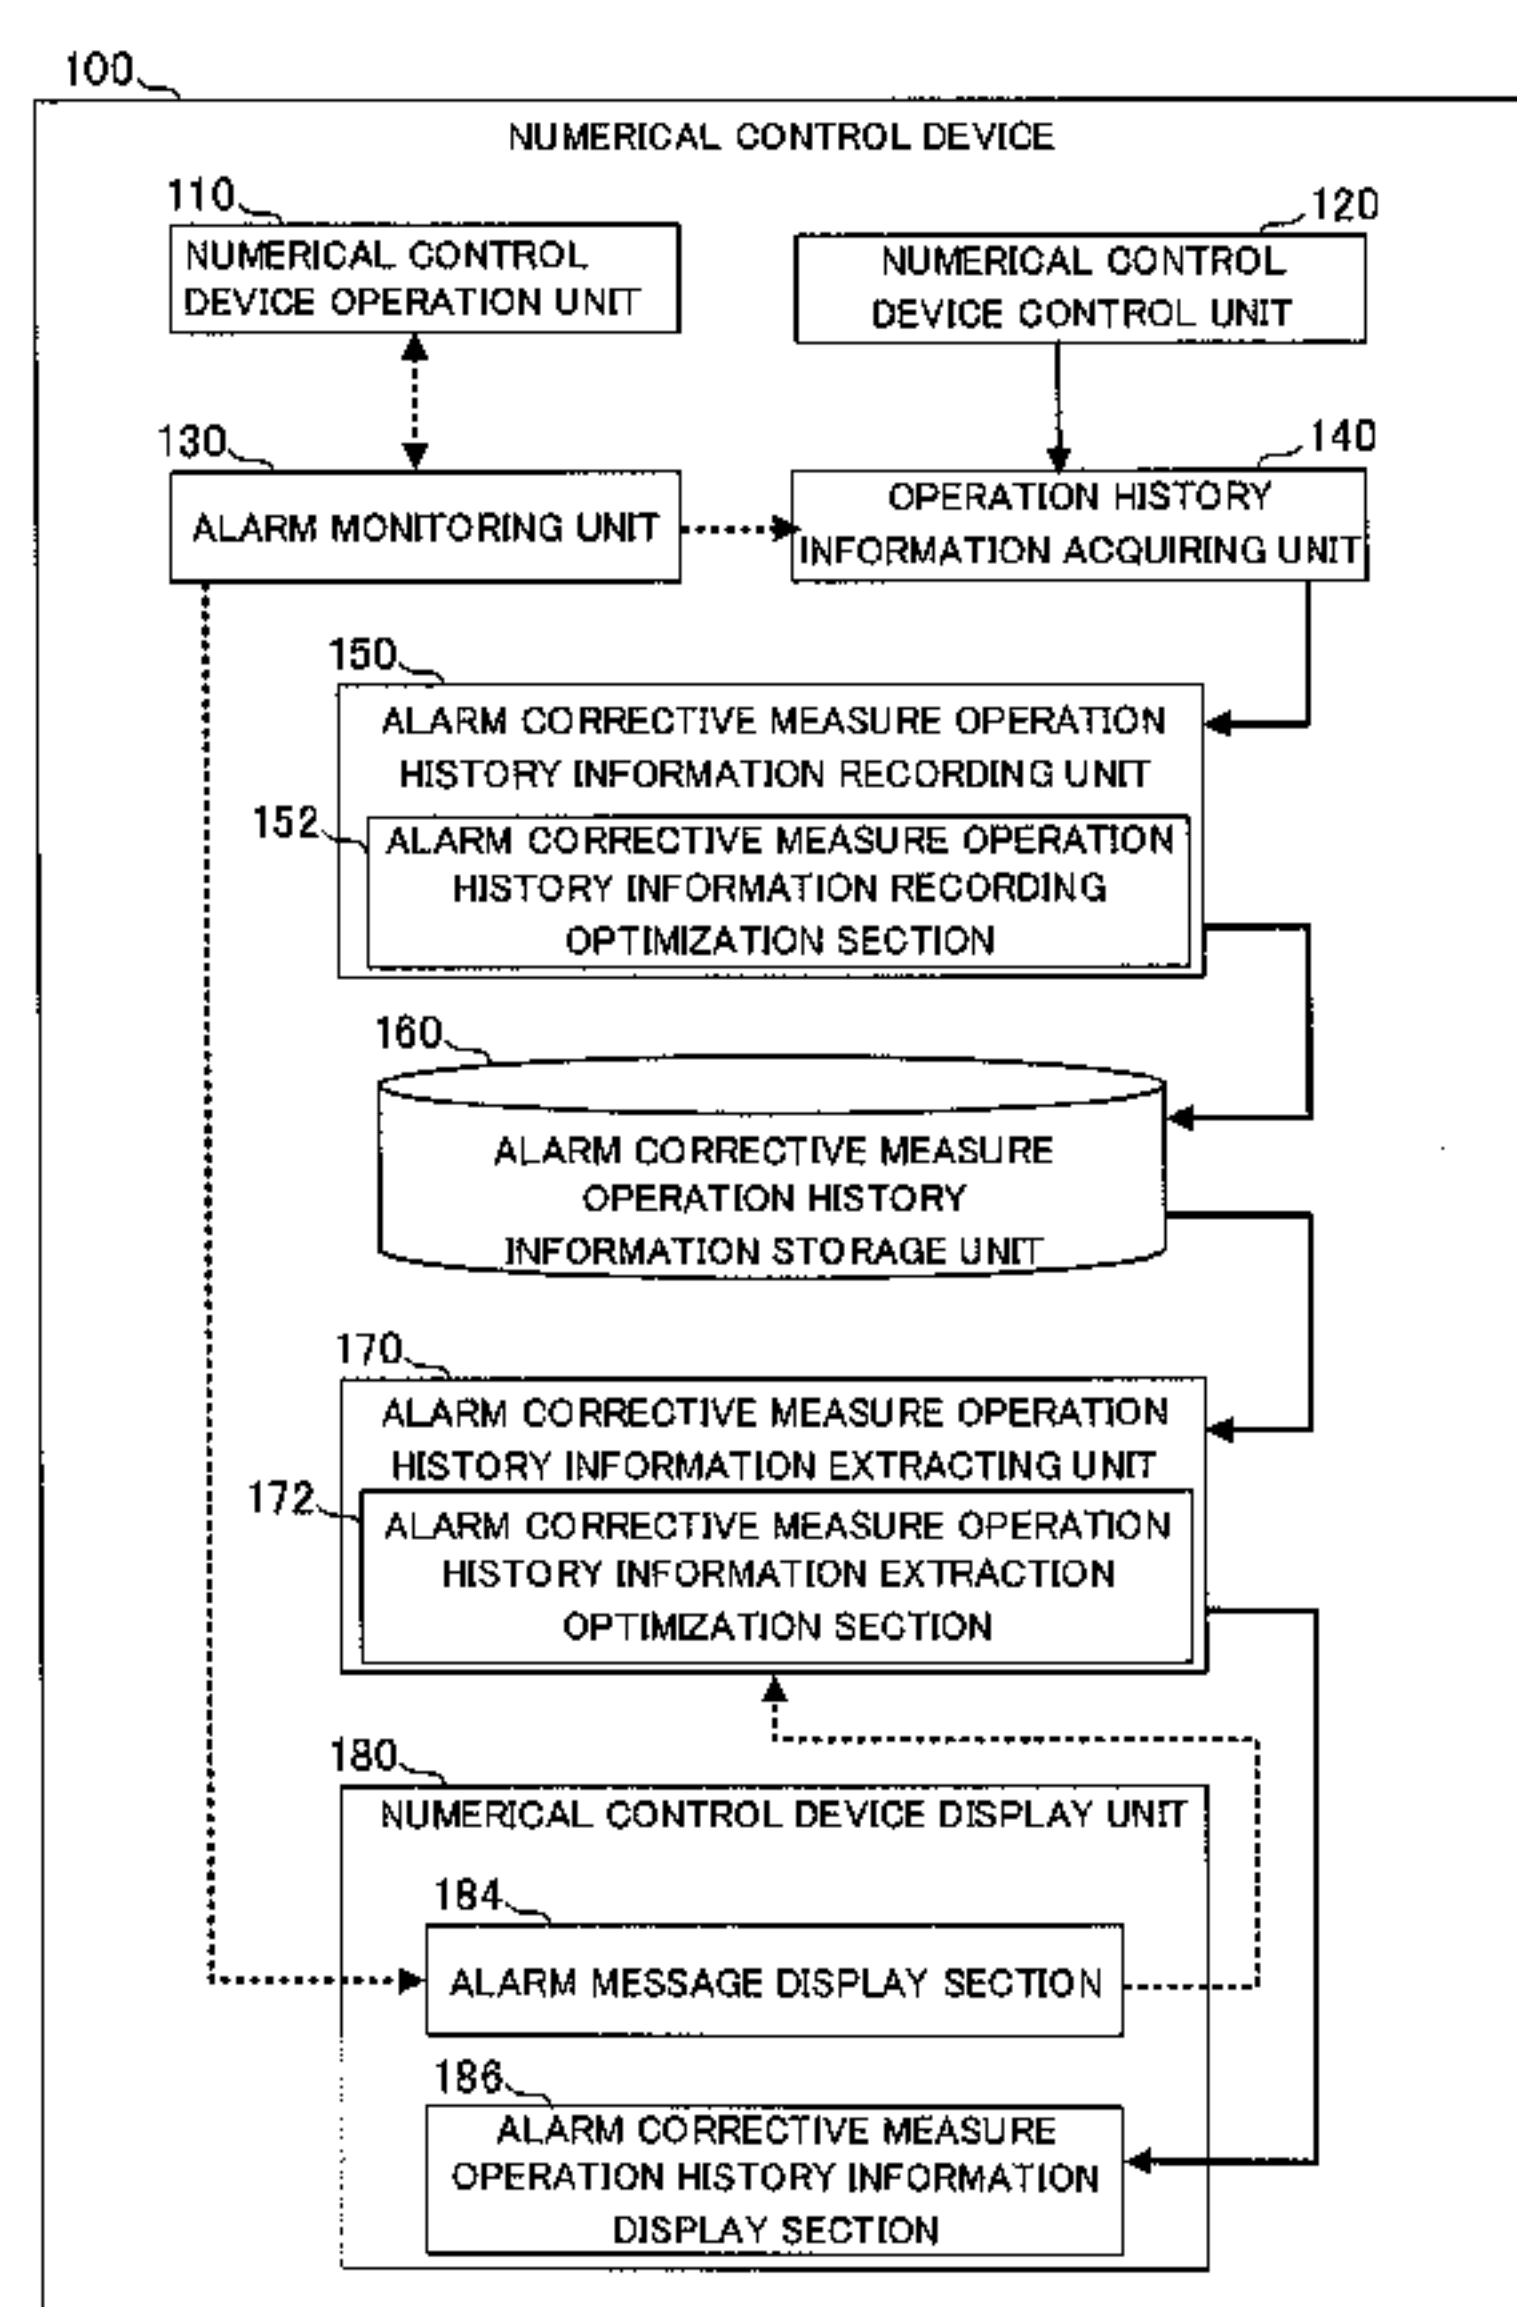 100
NUMERICAL CONTROL DEVICE
110
NUMERICAL CONTROL
DEVICE OPERATION UNIT
120
NUMERICAL CONTROL
DEVICE CONTROL UNIT
130
ALARM MONITORING UNIT
140
OPERATION HISTORY
INFORMATION ACQUIRING UNIT
150
ALARM CORRECTIVE MEASURE OPERATION
HISTORY INFORMATION RECORDING UNIT
152
ALARM CORRECTIVE MEASURE OPERATION
HISTORY INFORMATION RECORDING
OPTIMIZATION SECTION
160
ALARM CORRECTIVE MEASURE
OPERATION HISTORY
INFORMATION STORAGE UNIT
170
ALARM CORRECTIVE MEASURE OPERATION
HISTORY INFORMATION EXTRACTING UNIT
172
ALARM CORRECTIVE MEASURE OPERATION
HISTORY INFORMATION EXTRACTION
OPTIMIZATION SECTION
180
NUMERICAL CONTROL DEVICE DISPLAY UNIT
184
ALARM MESSAGE DISPLAY SECTION
186
ALARM CORRECTIVE MEASURE
OPERATION HISTORY INFORMATION
DISPLAY SECTION